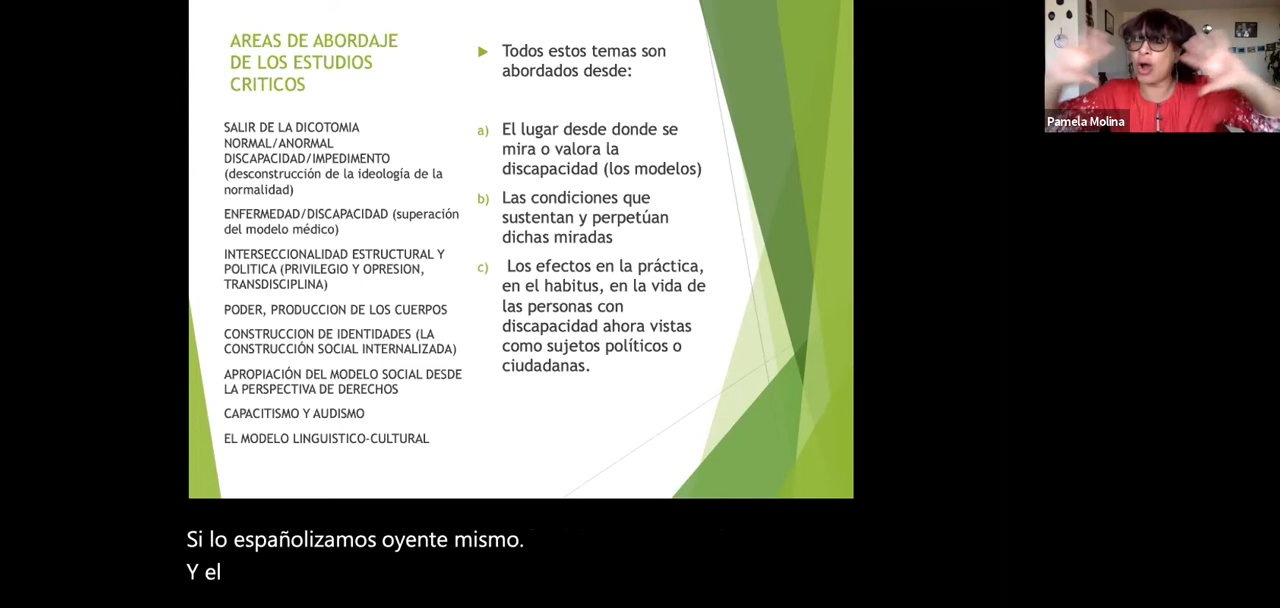 AREAS DE ABORDAJE
DE LOS ESTUDIOS
CRITICOS
SALIR DE LA DICOTOMIA
NORMAL/ANORMAL
DISCAPACIDAD/IMPEDIMENTO
(desconstrucción de la ideología de la
normalidad)
ENFERMEDAD/DISCAPACIDAD (superación
del modelo médico)
INTERSECCIONALIDAD ESTRUCTURAL Y
POLITICA (PRIVILEGIO Y OPRESION,
TRANSDISCIPLINA)
PODER, PRODUCCION DE LOS CUERPOS
CONSTRUCCION DE IDENTIDADES (LA
CONSTRUCCIÓN SOCIAL INTERNALIZADA)
APROPIACIÓN DEL MODELO SOCIAL DESDE
LA PERSPECTIVA DE DERECHOS
CAPACITISMO Y AUDISMO
EL MODELO LINGUISTICO-CULTURAL
Todos estos temas son
abordados desde:
a) El lugar desde donde se
mira o valora la
discapacidad (los modelos)
b) Las condiciones que
sustentan y perpetúan
dichas miradas
c) Los efectos en la práctica,
en el habitus, en la vida de
las personas con
discapacidad ahora vistas
como sujetos políticos o
ciudadanas.
Pamela Molina
Si lo españolizamos oyente mismo.
Y el